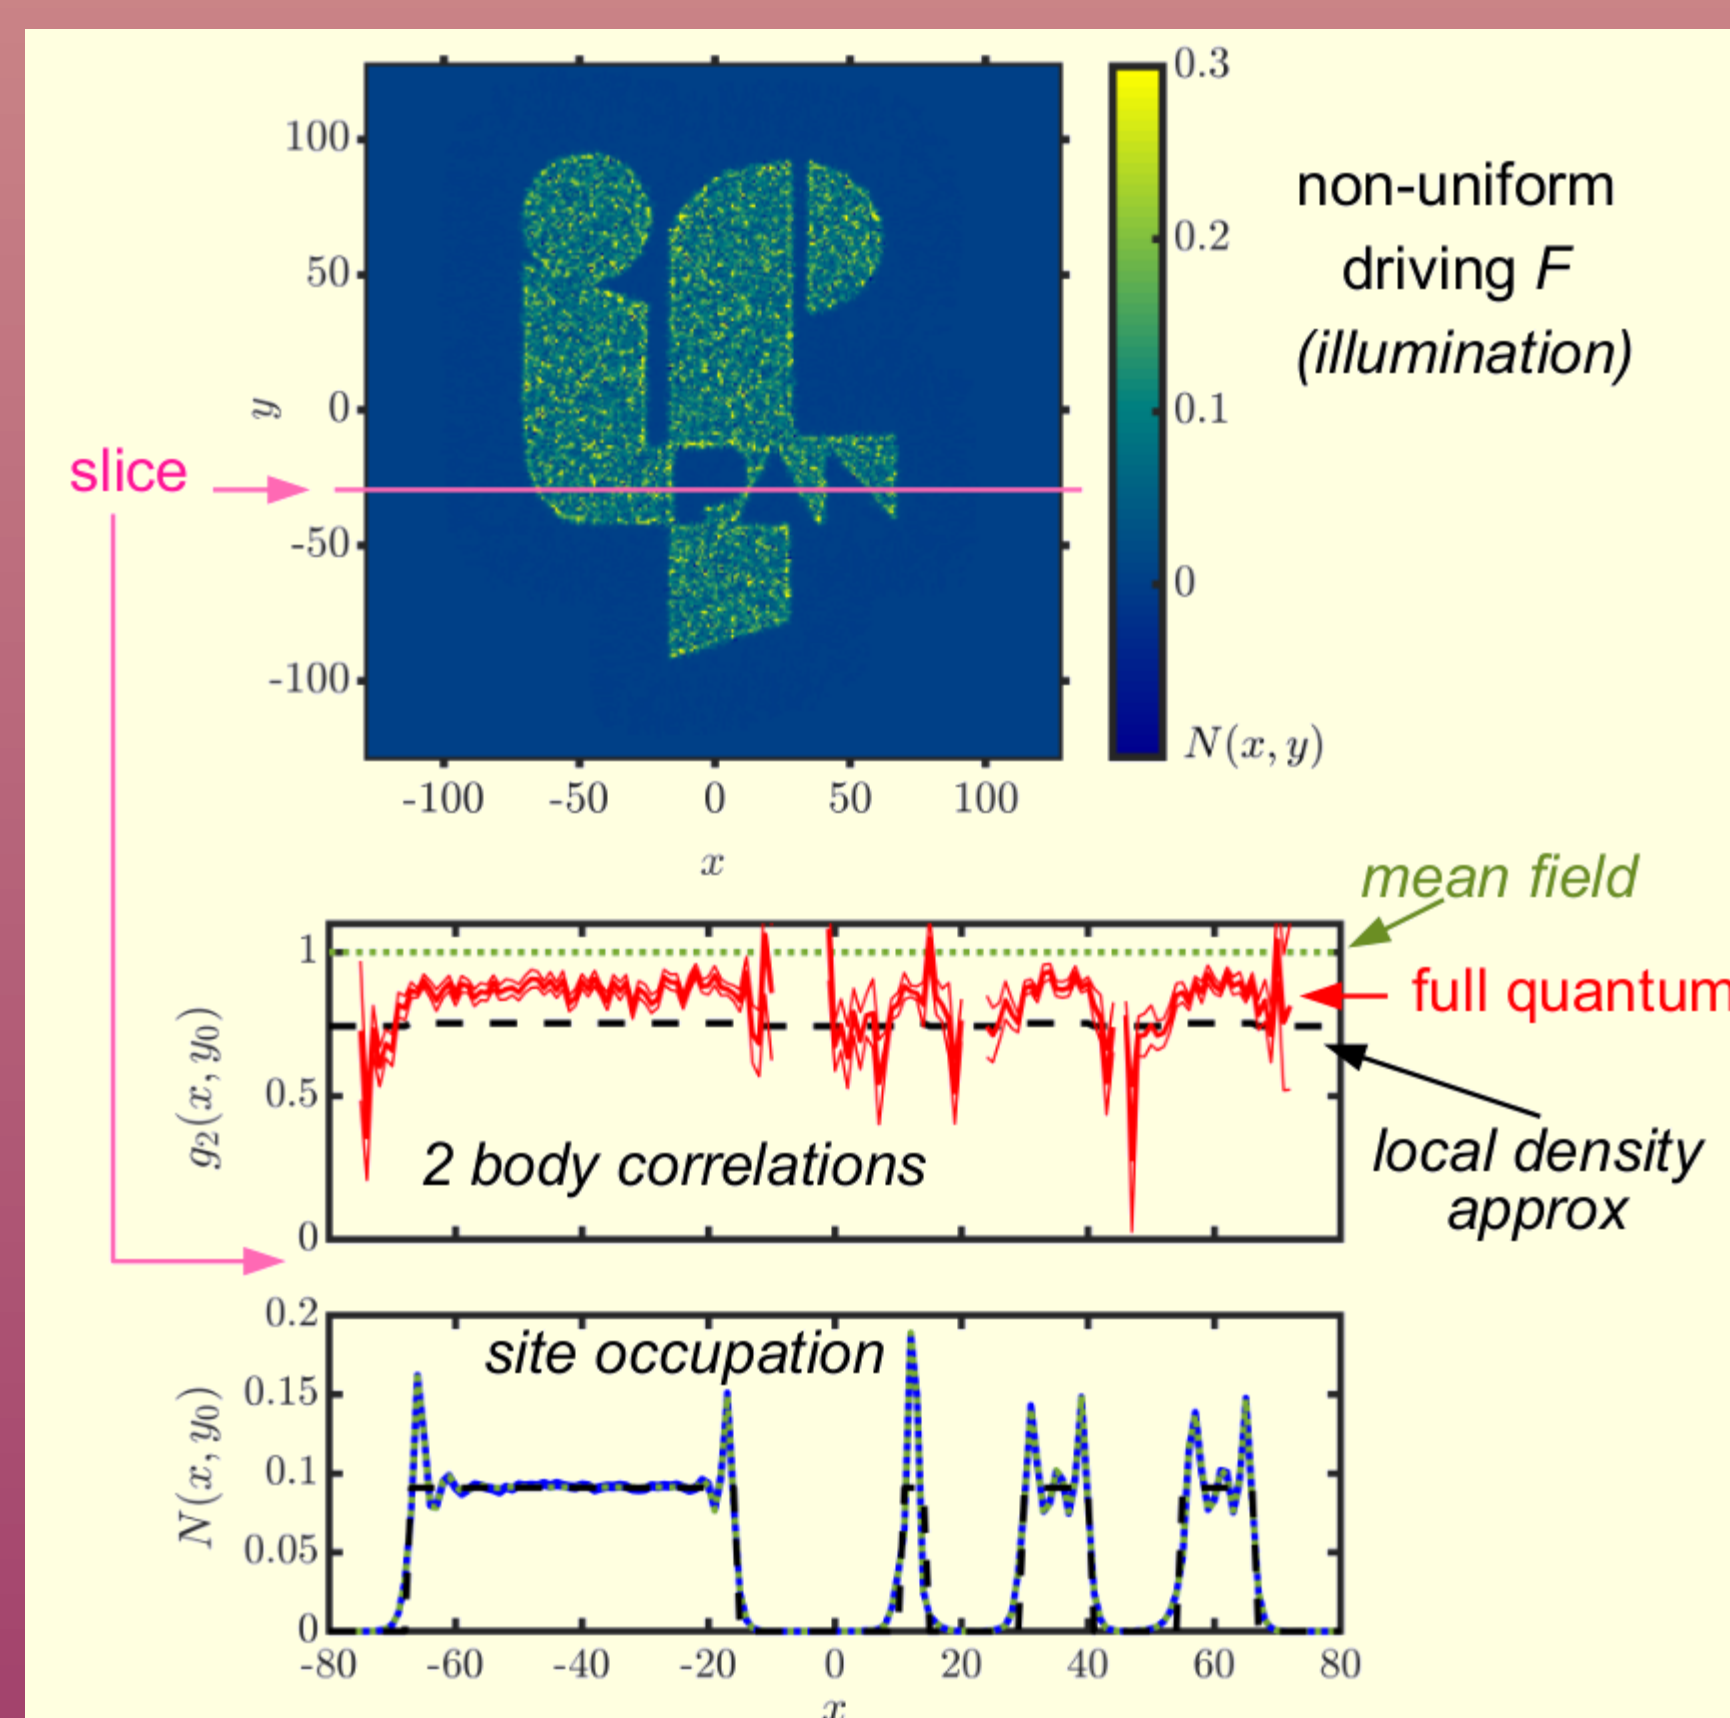 0.3
100
non-uniform
0.2
50
driving F
(illumination)
y
0
0.1
slice
-50
0
-100
N(x, y)
-100 -50 0 50 100
x
mean field
1
full quantum
g2(x, y0)
0.5
local density
approx
2 body correlations
0
0.2
site occupation
0.15
N(x, y0)
0.1
0.05
0
-80 -60 -40 -20 0 20 40 60 80
x